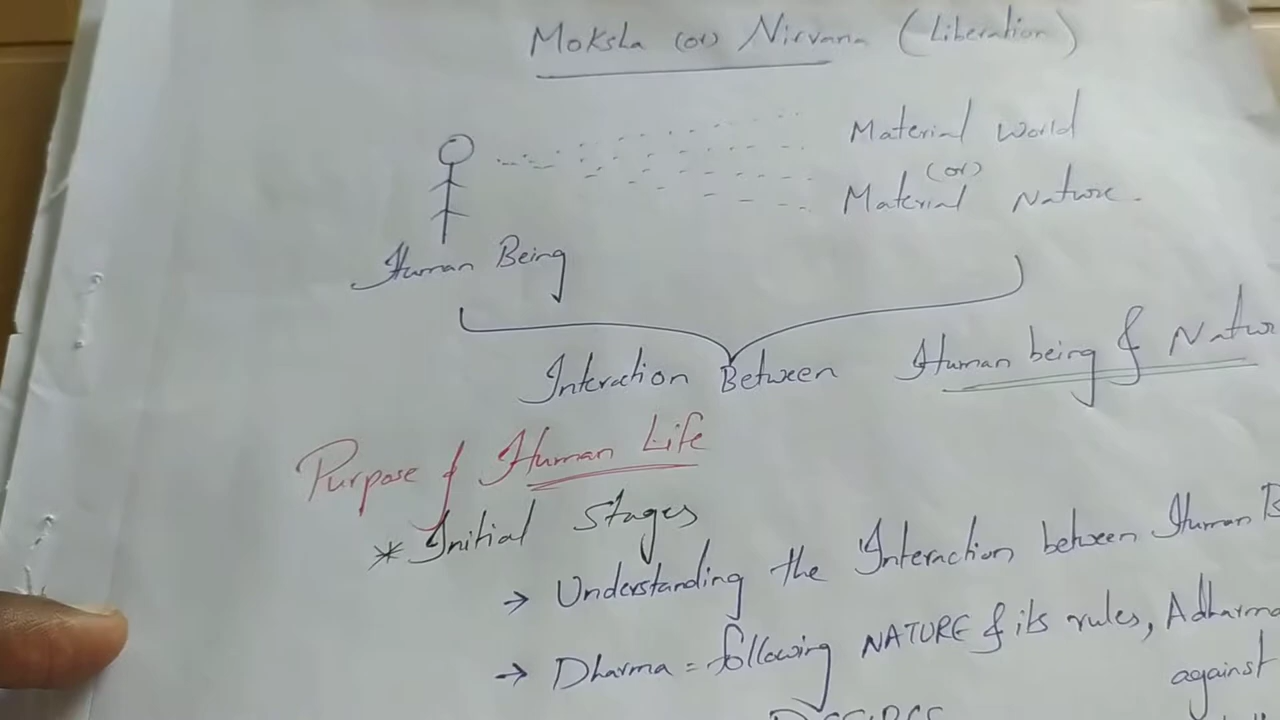 Moksha (or) Nirvana (Liberation)
Material world
(or)
Material Nature.
Human Being
Interaction Between Human being & Natur
Purpose of Human Life
* Initial Stages
→ Understanding the Interaction between Human B
→ Dharma = following NATURE & its rules, Adharma
against